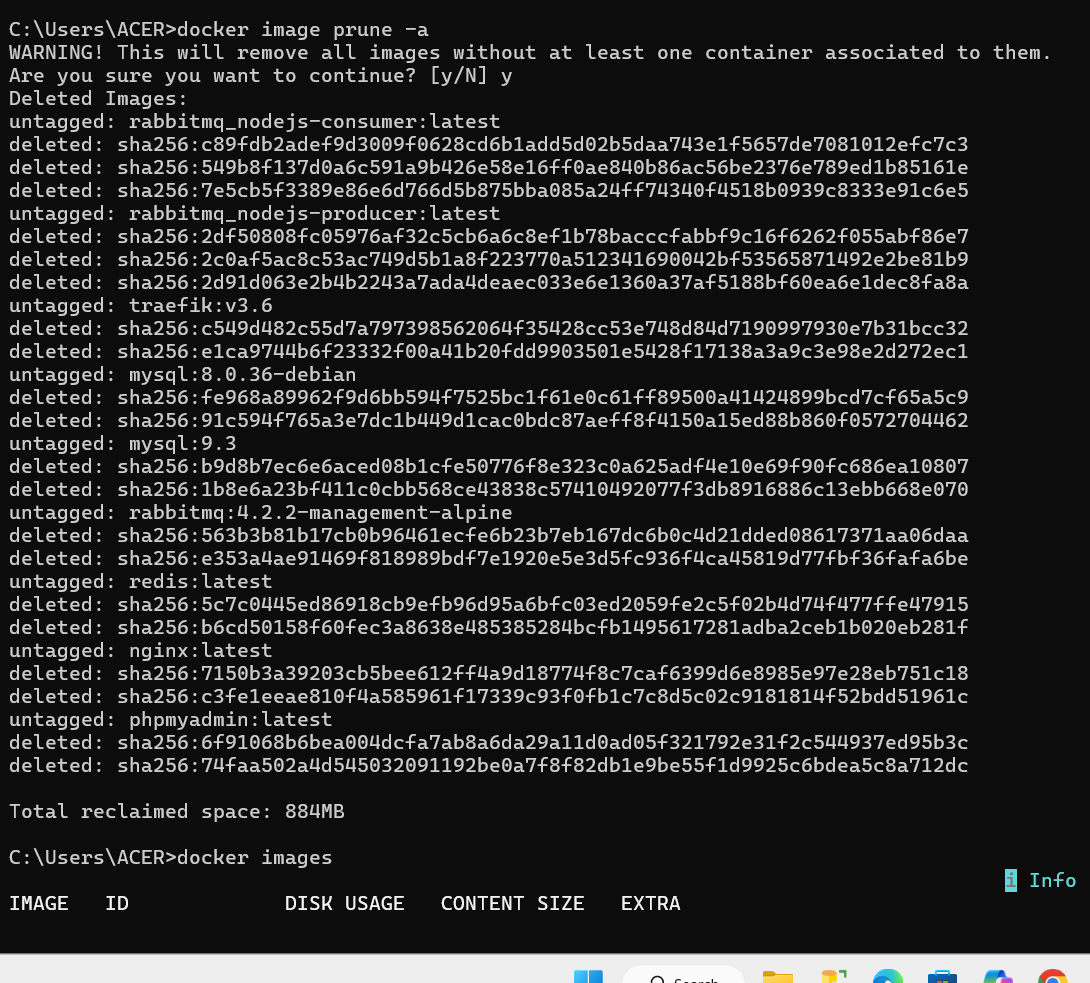 C:\Users\ACER>docker image prune -a
WARNING! This will remove all images without at least one container associated to them.
Are you sure you want to continue? [y/N] y
Deleted Images:
untagged: rabbitmq_nodejs-consumer:latest
deleted: sha256:c89fdb2adef9d3009f0628cd6b1add5d02b5daa743e1f5657de7081012efc7c3
deleted: sha256:549b8f137d0a6c591a9b426e58e16ff0ae840b86ac56be2376e789ed1b85161e
deleted: sha256:7e5cb5f3389e86e6d766d5b875bba085a24ff74340f4518b0939c8333e91c6e5
untagged: rabbitmq_nodejs-producer:latest
deleted: sha256:2df50808fc05976af32c5cb6a6c8ef1b78bacccfabbf9c16f6262f055abf86e7
deleted: sha256:2c0af5ac8c53ac749d5b1a8f223770a512341690042bf53565871492e2be81b9
deleted: sha256:2d91d063e2b4b2243a7ada4deaec033e6e1360a37af5188bf60ea6e1dec8fa8a
untagged: traefik:v3.6
deleted: sha256:c549d482c55d7a797398562064f35428cc53e748d84d7190997930e7b31bcc32
deleted: sha256:e1ca9744b6f23332f00a41b20fdd9903501e5428f17138a3a9c3e98e2d272ec1
untagged: mysql:8.0.36-debian
deleted: sha256:fe968a89962f9d6bb594f7525bc1f61e0c61ff89500a41424899bcd7cf65a5c9
deleted: sha256:91c594f765a3e7dc1b449d1cac0bdc87aeff8f4150a15ed88b860f0572704462
untagged: mysql:9.3
deleted: sha256:b9d8b7ec6e6aced08b1cfe50776f8e323c0a625adf4e10e69f90fc686ea10807
deleted: sha256:1b8e6a23bf411c0cbb568ce43838c57410492077f3db8916886c13ebb668e070
untagged: rabbitmq:4.2.2-management-alpine
deleted: sha256:563b3b81b17cb0b96461ecfe6b23b7eb167dc6b0c4d21dded08617371aa06daa
deleted: sha256:e353a4ae91469f818989bdf7e1920e5e3d5fc936f4ca45819d77fbf36fafa6be
untagged: redis:latest
deleted: sha256:5c7c0445ed86918cb9efb96d95a6bfc03ed2059fe2c5f02b4d74f477ffe47915
deleted: sha256:b6cd50158f60fec3a8638e485385284bcfb1495617281adba2ceb1b020eb281f
untagged: nginx:latest
deleted: sha256:7150b3a39203cb5bee612ff4a9d18774f8c7caf6399d6e8985e97e28eb751c18
deleted: sha256:c3fe1eeae810f4a585961f17339c93f0fb1c7c8d5c02c9181814f52bdd51961c
untagged: phpmyadmin:latest
deleted: sha256:6f91068b6bea004dcfa7ab8a6da29a11d0ad05f321792e31f2c544937ed95b3c
deleted: sha256:74faa502a4d545032091192be0a7f8f82db1e9be55f1d9925c6bdea5c8a712dc
Total reclaimed space: 884MB
C:\Users\ACER>docker images
i Info
IMAGE ID DISK USAGE CONTENT SIZE EXTRA
Search